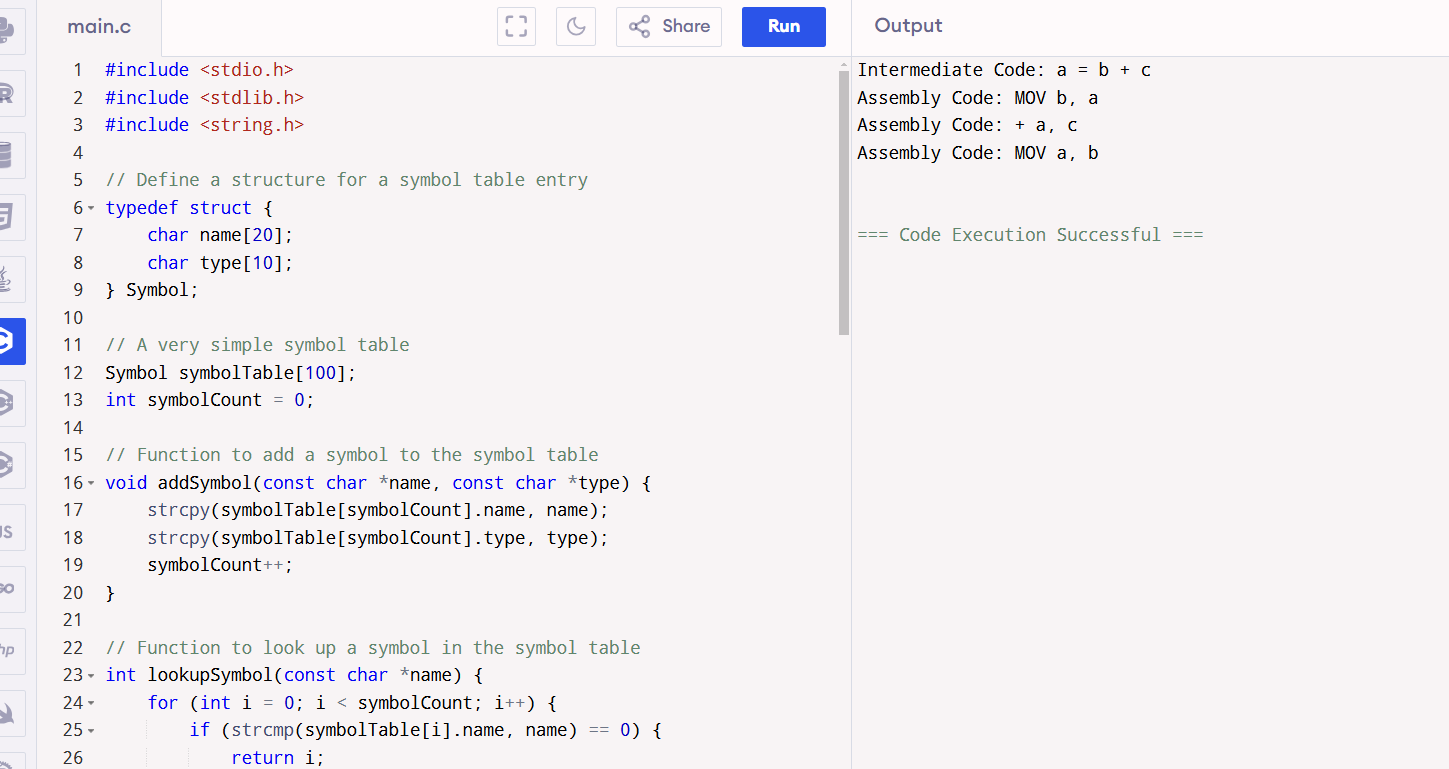 main.c
Share
Run
Output
1 #include <stdio.h>
2 #include <stdlib.h>
3 #include <string.h>
4
5 // Define a structure for a symbol table entry
6 typedef struct {
7     char name[20];
8     char type[10];
9 } Symbol;
10
11 // A very simple symbol table
12 Symbol symbolTable[100];
13 int symbolCount = 0;
14
15 // Function to add a symbol to the symbol table
16 void addSymbol(const char *name, const char *type) {
17     strcpy(symbolTable[symbolCount].name, name);
18     strcpy(symbolTable[symbolCount].type, type);
19     symbolCount++;
20 }
21
22 // Function to look up a symbol in the symbol table
23 int lookupSymbol(const char *name) {
24     for (int i = 0; i < symbolCount; i++) {
25         if (strcmp(symbolTable[i].name, name) == 0) {
26             return i;
Intermediate Code: a = b + c
Assembly Code: MOV b, a
Assembly Code: + a, c
Assembly Code: MOV a, b
=== Code Execution Successful ===